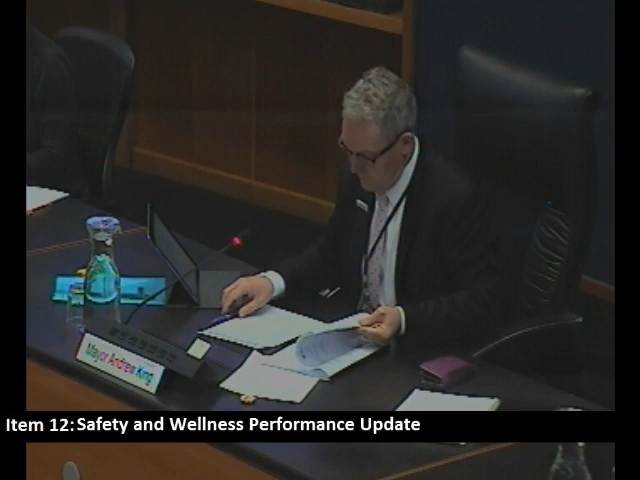 Mayor Andrew King
Item 12: Safety and Wellness Performance Update